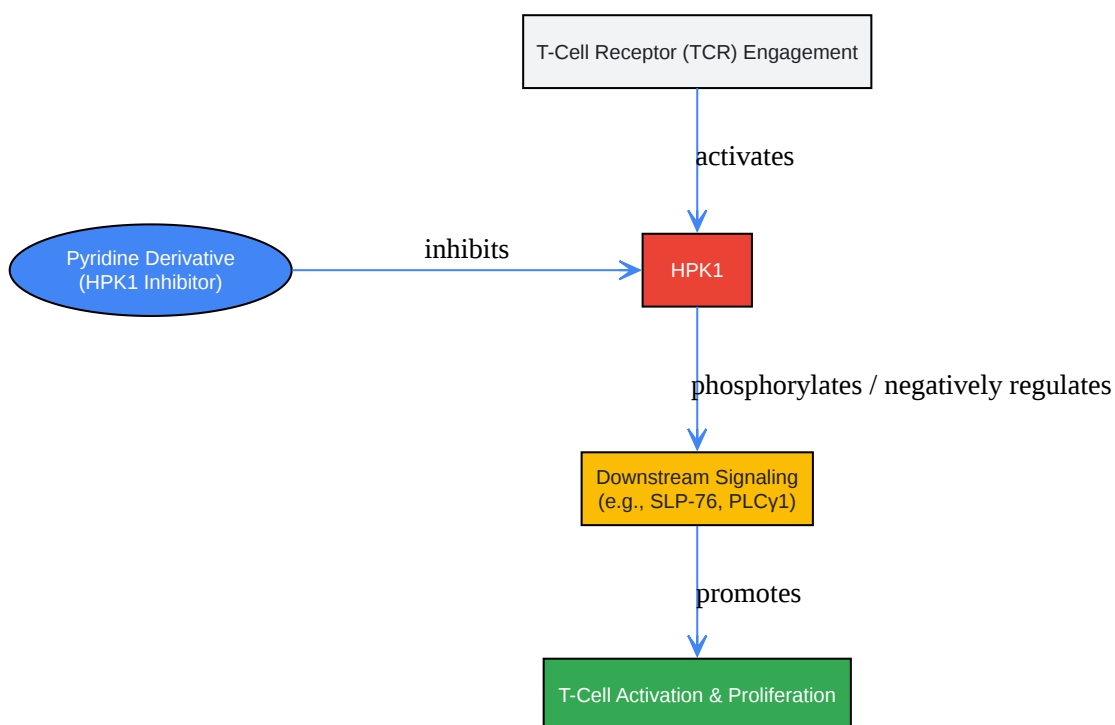 T-Cell Receptor (TCR) Engagement
activates
Pyridine Derivative
(HPK1 Inhibitor)
inhibits
HPK1
phosphorylates / negatively regulates
Downstream Signaling
(e.g., SLP-76, PLCγ1)
promotes
T-Cell Activation & Proliferation